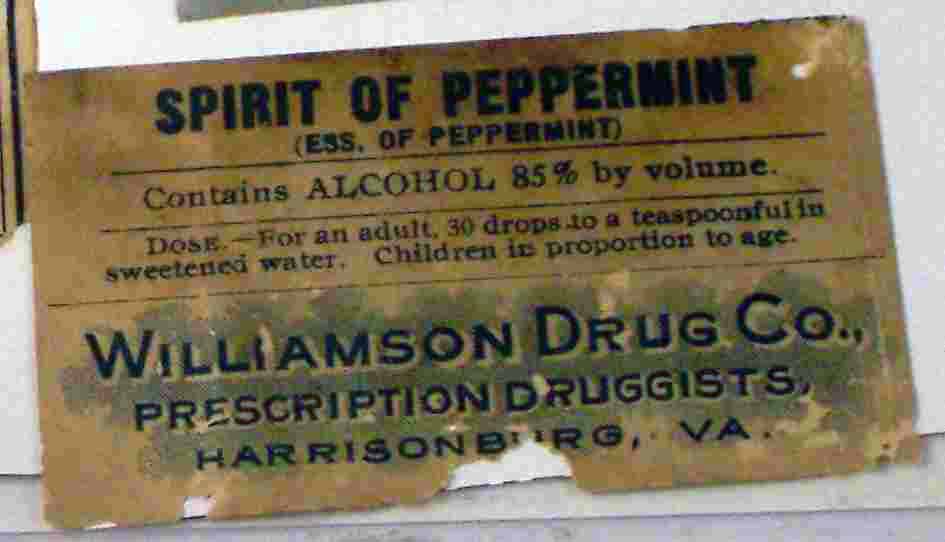 SPIRIT OF PEPPERMINT
(ESS. OF PEPPERMINT)
Contains ALCOHOL 85% by volume.
DOSE.—For an adult, 30 drops to a teaspoonful in
sweetened water. Children in proportion to age.
WILLIAMSON DRUG CO.,
PRESCRIPTION DRUGGISTS,
HARRISONBURG, VA.